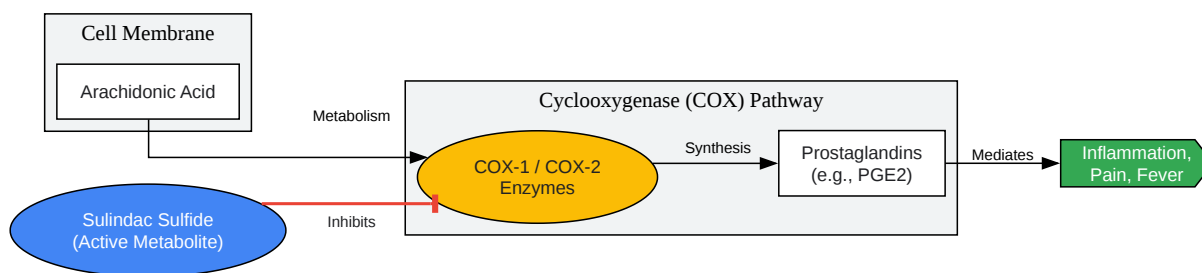 Cell Membrane
Arachidonic Acid
Metabolism
Cyclooxygenase (COX) Pathway
COX-1 / COX-2
Enzymes
Synthesis
Prostaglandins
(e.g., PGE2)
Mediates
Inflammation,
Pain, Fever
Sulindac Sulfide
(Active Metabolite)
Inhibits